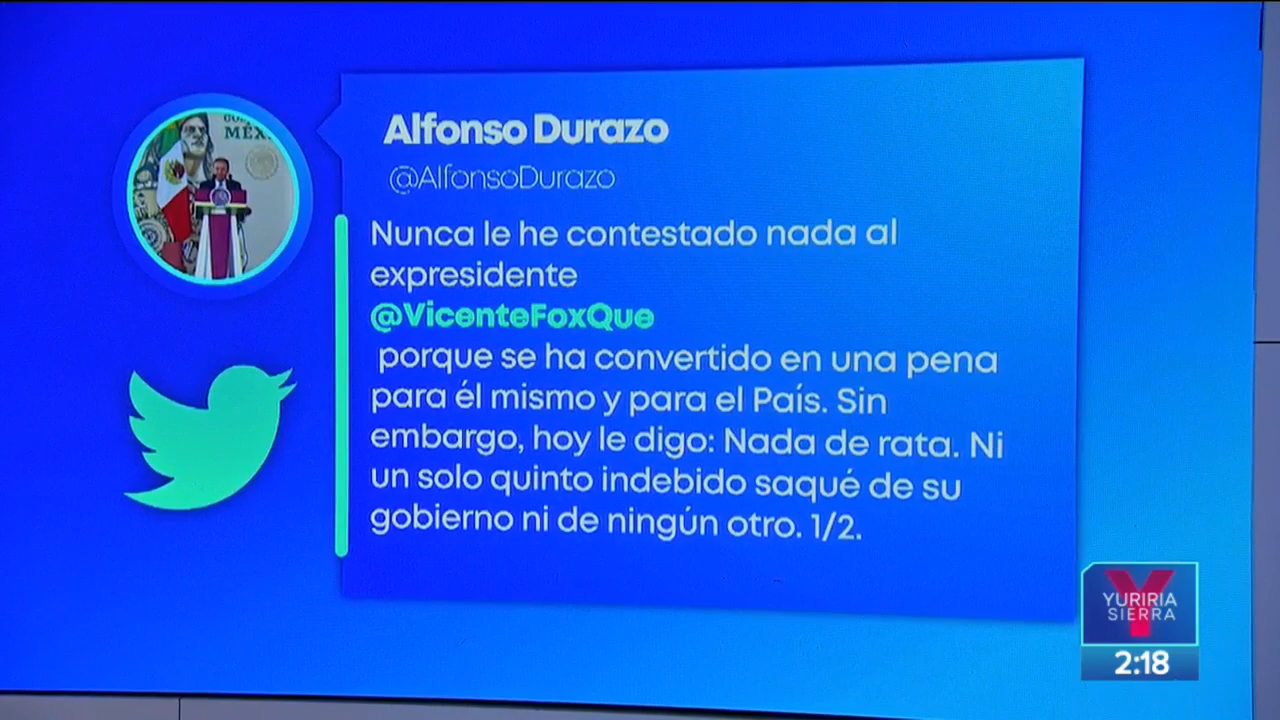 Alfonso Durazo
@AlfonsoDurazo
Nunca le he contestado nada al
expresidente
@VicenteFoxQue
porque se ha convertido en una pena
para él mismo y para el País. Sin
embargo, hoy le digo: Nada de rata. Ni
un solo quinto indebido saqué de su
gobierno ni de ningún otro. 1/2.
YURIRIA
SIERRA
2:18